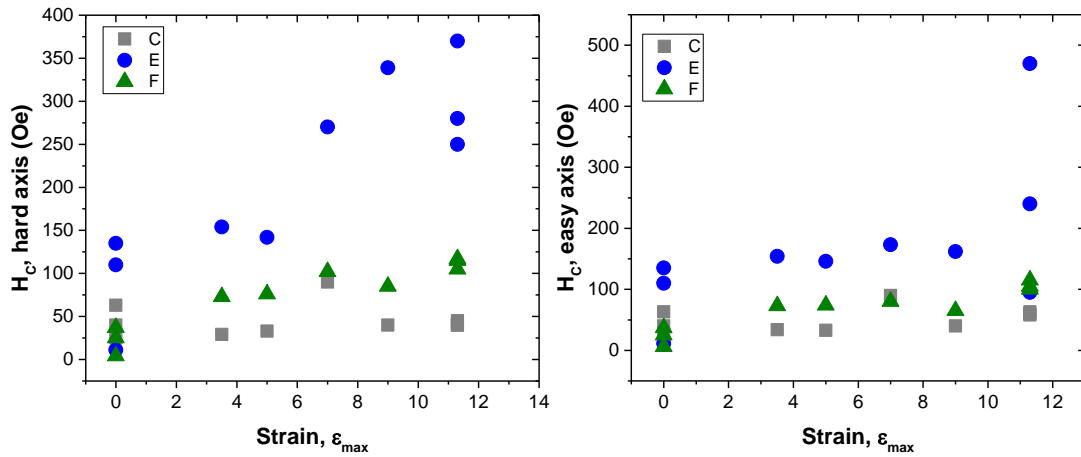 400
350
300
250
200
150
100
50
0
H_C, hard axis (Oe)
C
E
F
0 2 4 6 8 10 12 14
Strain, ε_max
500
400
300
200
100
0
H_C, easy axis (Oe)
C
E
F
0 2 4 6 8 10 12
Strain, ε_max